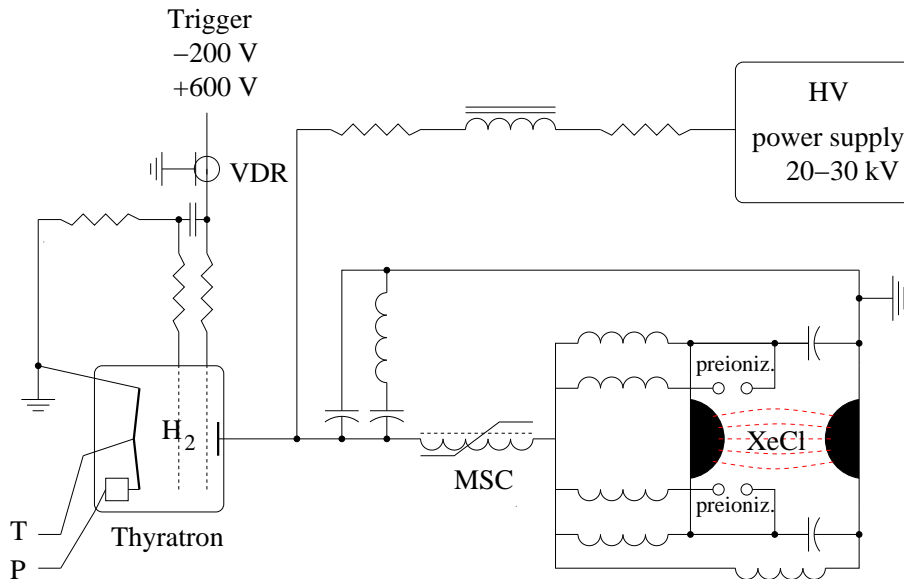 Trigger
−200 V
+600 V
VDR
HV
power supply
20−30 kV
preioniz.
H2
XeCl
MSC
preioniz.
T
Thyratron
P